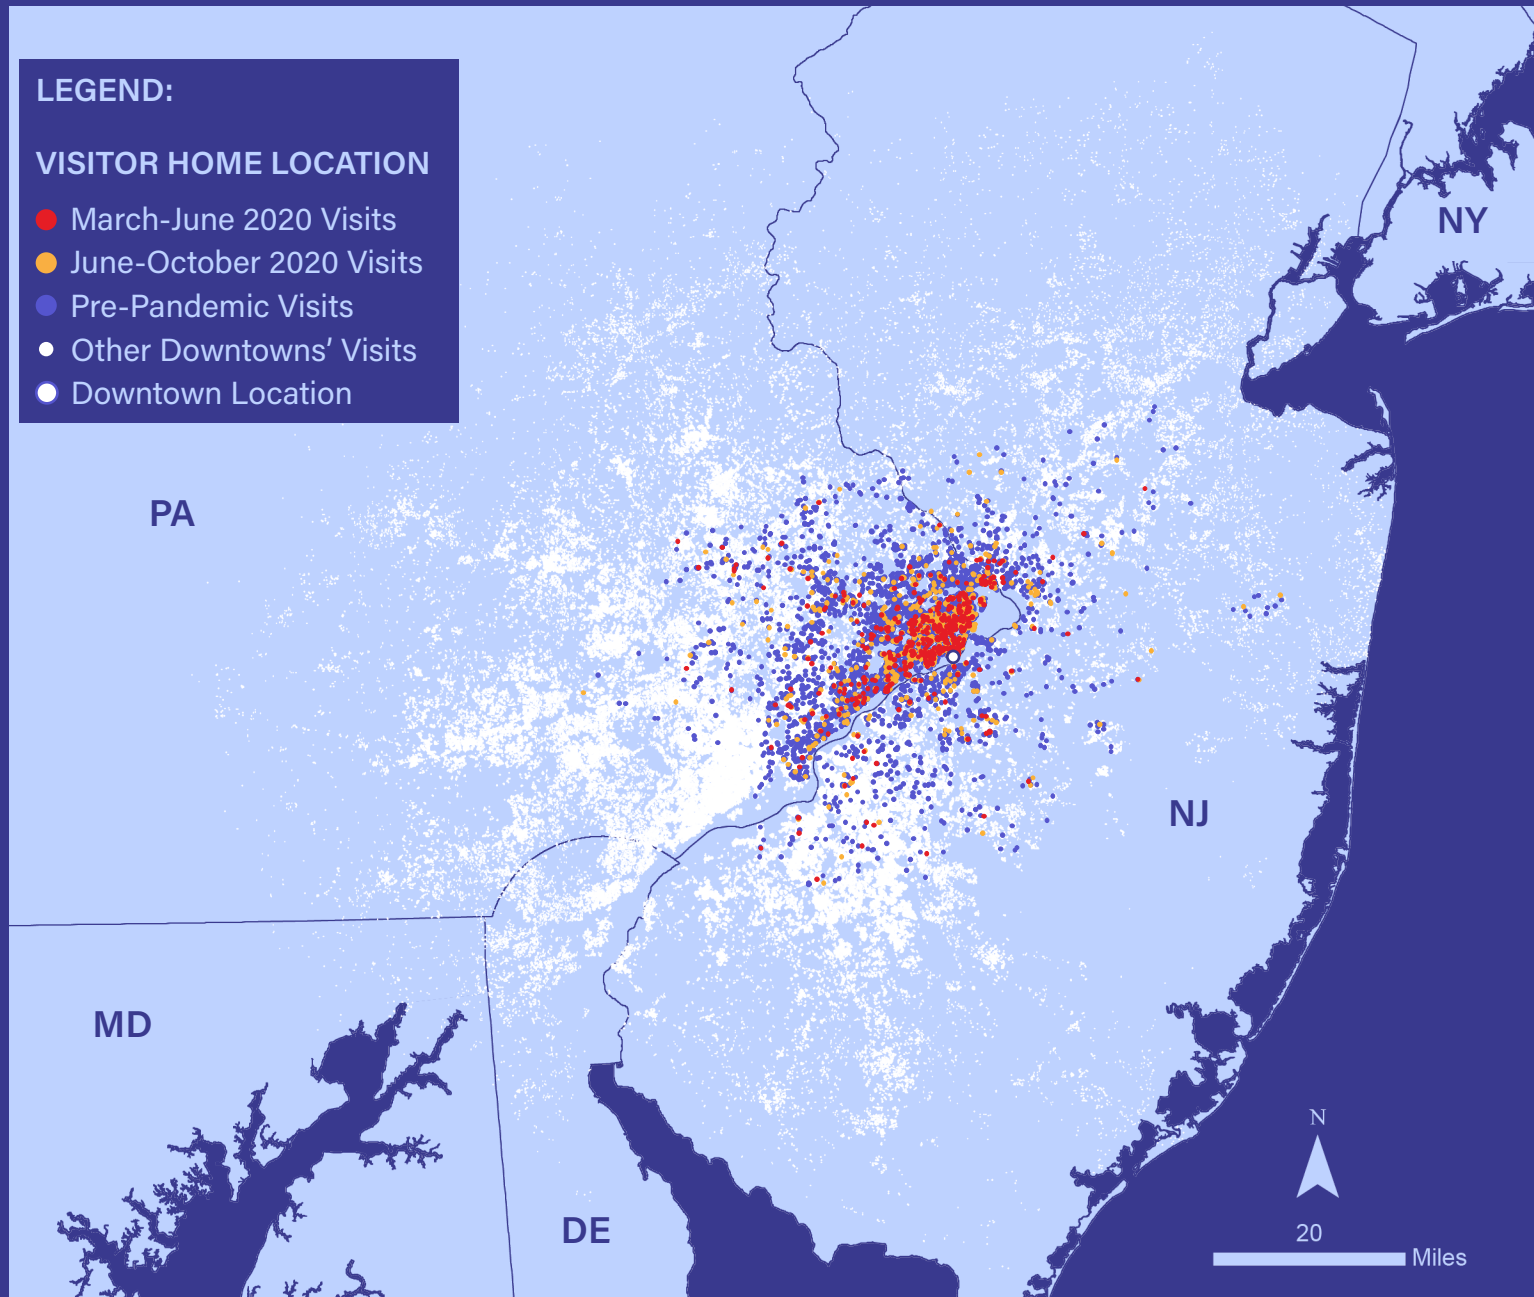 LEGEND:
VISITOR HOME LOCATION
March-June 2020 Visits
June-October 2020 Visits
Pre-Pandemic Visits
Other Downtowns’ Visits
Downtown Location
NY
PA
NJ
MD
DE
N
20
Miles